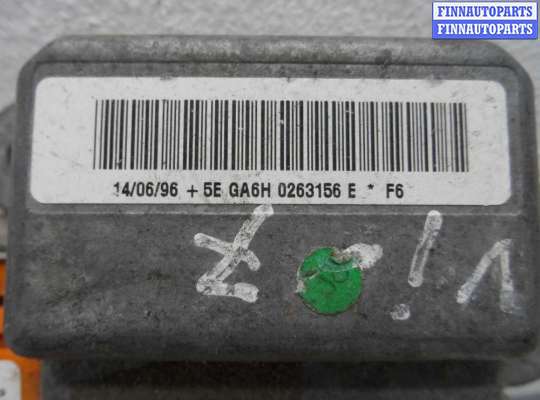 FINNAUTOPARTS
FINNAUTOPARTS
14/06/96 + 5E GA6H 0263156 E * F6